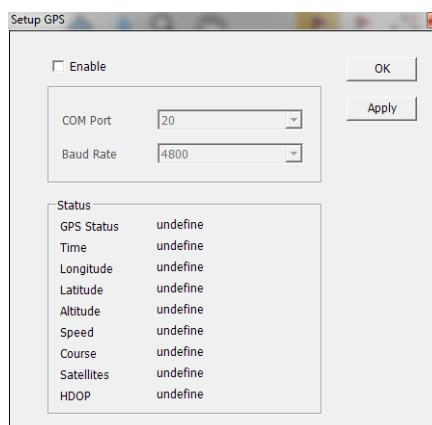 Setup GPS
Enable
OK
Apply
COM Port 20
Baud Rate 4800
Status
GPS Status undefine
Time undefine
Longitude undefine
Latitude undefine
Altitude undefine
Speed undefine
Course undefine
Satellites undefine
HDOP undefine